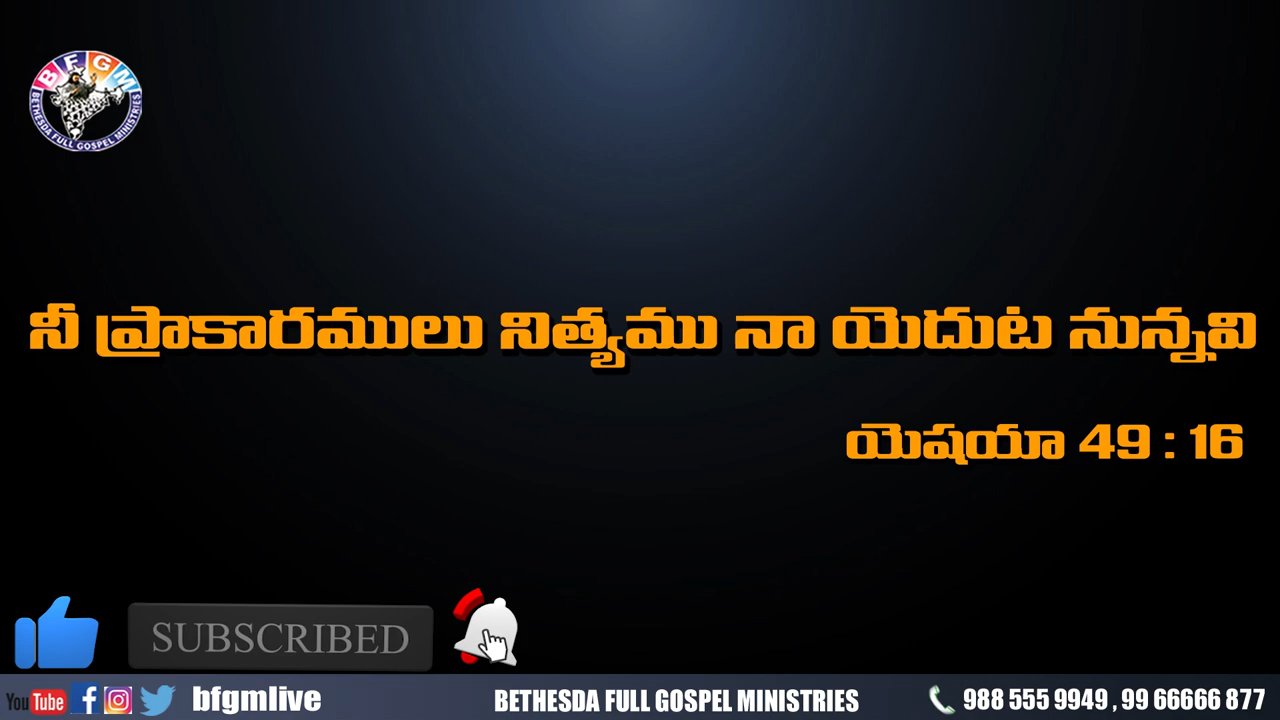 BFGM
BETHESDA FULL GOSPEL MINISTRIES
నీ ప్రాకారములు నిత్యము నా యెదుట నున్నవి
యెషయా 49 : 16
SUBSCRIBED
YouTube bfgmlive BETHESDA FULL GOSPEL MINISTRIES 988 555 9949 , 99 66666 877